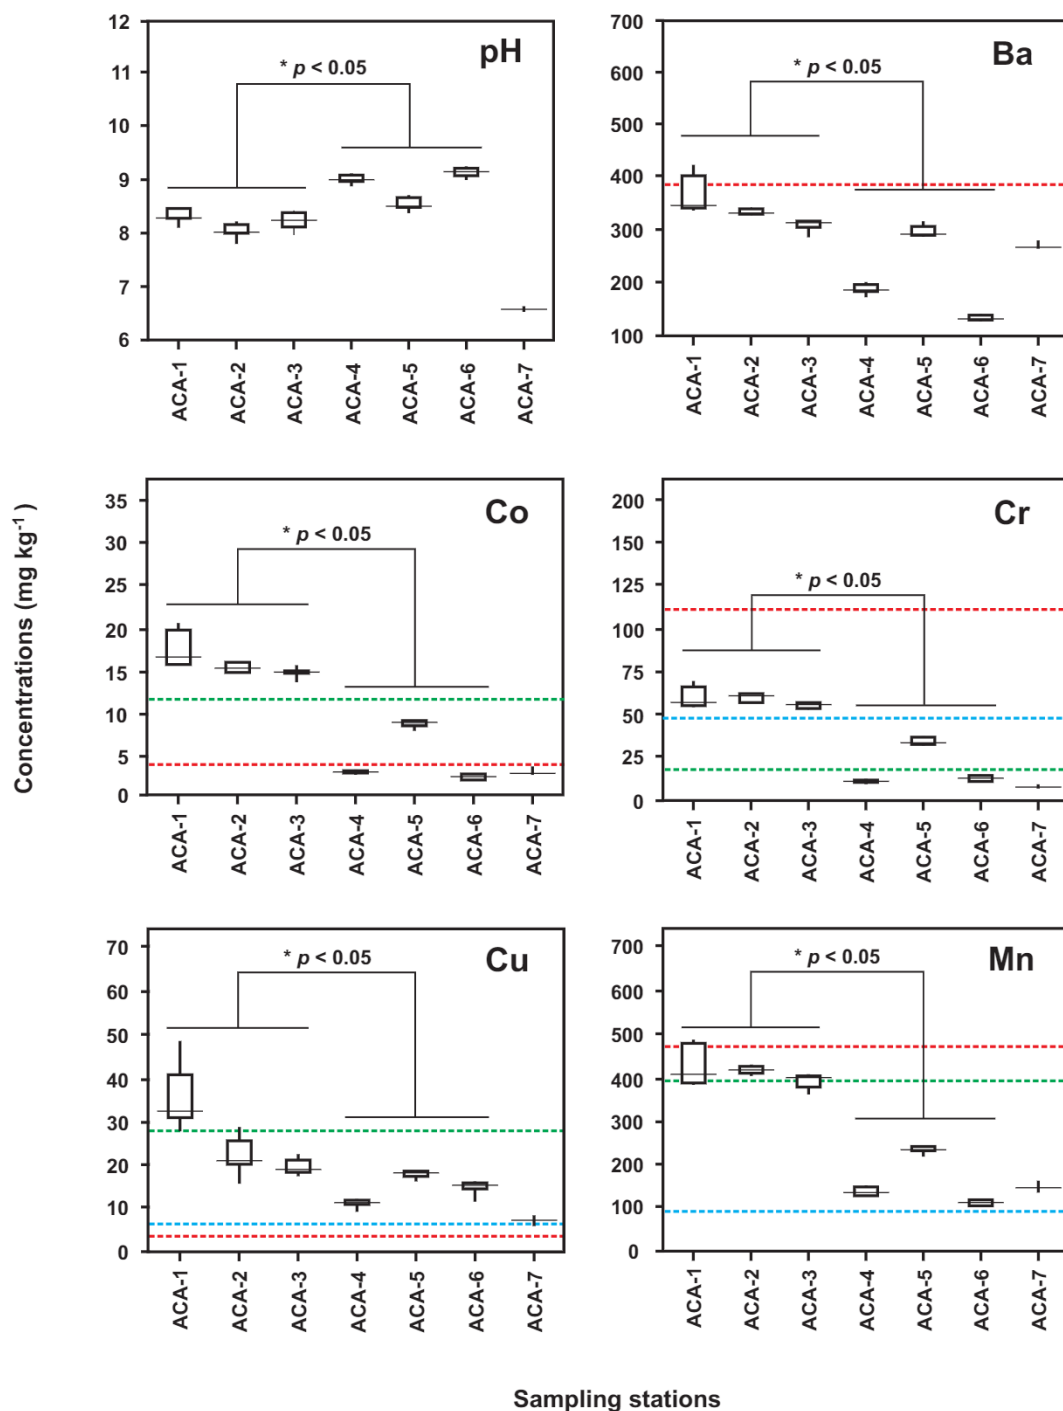 pH
* p < 0.05
12
11
10
9
8
7
6
ACA-1
ACA-2
ACA-3
ACA-4
ACA-5
ACA-6
ACA-7
Ba
* p < 0.05
700
600
500
400
300
200
100
ACA-1
ACA-2
ACA-3
ACA-4
ACA-5
ACA-6
ACA-7
Concentrations (mg kg-1 )
Co
* p < 0.05
35
30
25
20
15
10
5
0
ACA-1
ACA-2
ACA-3
ACA-4
ACA-5
ACA-6
ACA-7
Cr
* p < 0.05
200
150
125
100
75
50
25
0
ACA-1
ACA-2
ACA-3
ACA-4
ACA-5
ACA-6
ACA-7
Cu
* p < 0.05
70
60
50
40
30
20
10
0
ACA-1
ACA-2
ACA-3
ACA-4
ACA-5
ACA-6
ACA-7
Mn
* p < 0.05
700
600
500
400
300
200
100
0
ACA-1
ACA-2
ACA-3
ACA-4
ACA-5
ACA-6
ACA-7
Sampling stations